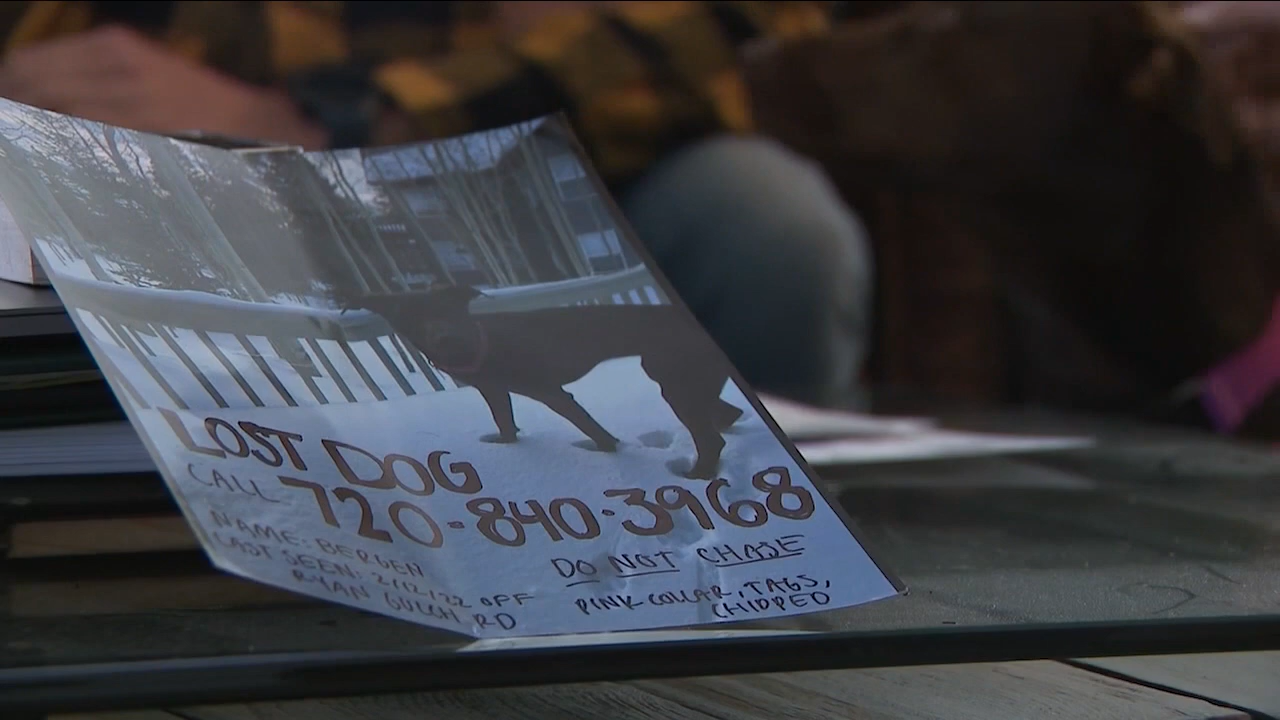 LOST DOG
CALL 720-840-3968
NAME: BERGEN
LAST SEEN: 2/12/22 OFF
RYAN GULCH RD
DO NOT CHASE
PINK COLLAR, TAGS,
CHIPPED